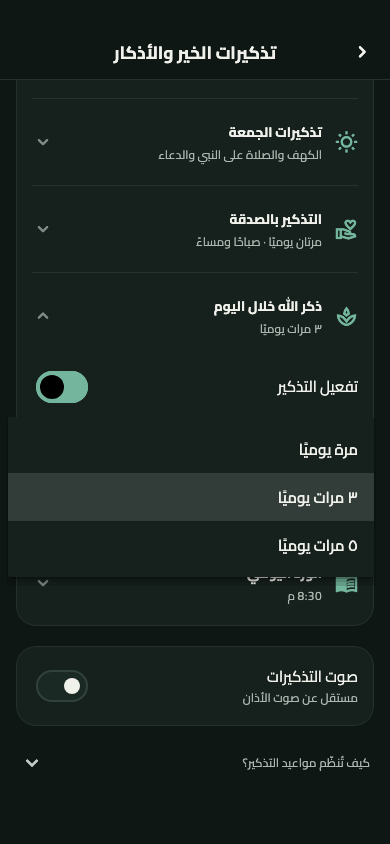 تذكيرات الخير والأذكار
تذكيرات الجمعة
الكهف والصلاة على النبي والدعاء
التذكير بالصدقة
مرتان يوميًا · صباحًا ومساءً
ذكر الله خلال اليوم
٣ مرات يوميًا
تفعيل التذكير
مرة يوميًا
٣ مرات يوميًا
٥ مرات يوميًا
8:30 م
صوت التذكيرات
مستقل عن صوت الأذان
كيف تُنظَّم مواعيد التذكير؟